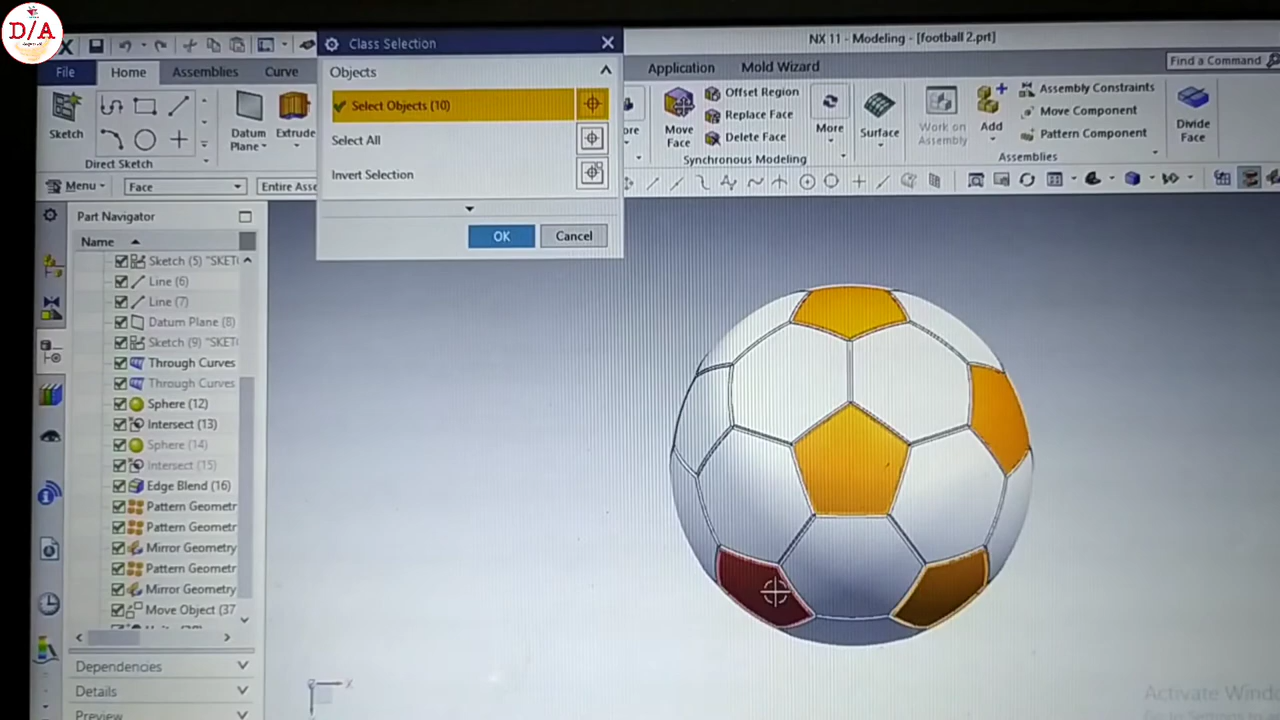 D/A
NX 11 - Modeling - [football 2.prt]
Class Selection
Find a Command
File
Home
Assemblies
Curve
Application
Mold Wizard
Objects
Select Objects (10)
Select All
Invert Selection
OK
Cancel
Sketch
Direct Sketch
Datum
Plane
Extrude
Move
Face
Offset Region
Replace Face
Delete Face
Synchronous Modeling
More
Surface
Work on
Assembly
Add
Assembly Constraints
Move Component
Pattern Component
Assemblies
Divide
Face
Menu
Face
Entire Ass
Part Navigator
Name
Sketch (5) "SKET
Line (6)
Line (7)
Datum Plane (8)
Sketch (9) "SKET
Through Curves
Through Curves
Sphere (12)
Intersect (13)
Sphere (14)
Intersect (15)
Edge Blend (16)
Pattern Geometr
Pattern Geometr
Mirror Geometry
Pattern Geometr
Mirror Geometry
Move Object (37
Dependencies
Details
Preview
X
Activate Windo